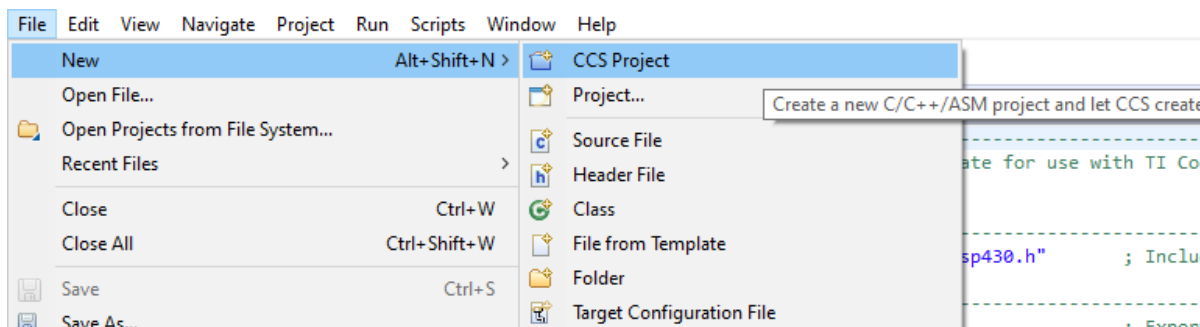 File Edit View Navigate Project Run Scripts Window Help
New Alt+Shift+N >
Open File...
Open Projects from File System...
Recent Files >
Close Ctrl+W
Close All Ctrl+Shift+W
Save Ctrl+S
Save As...
CCS Project
Project...
Source File
Header File
Class
File from Template
Folder
Target Configuration File
Create a new C/C++/ASM project and let CCS create
ate for use with TI Co
sp430.h" ; Inclu
; Expor